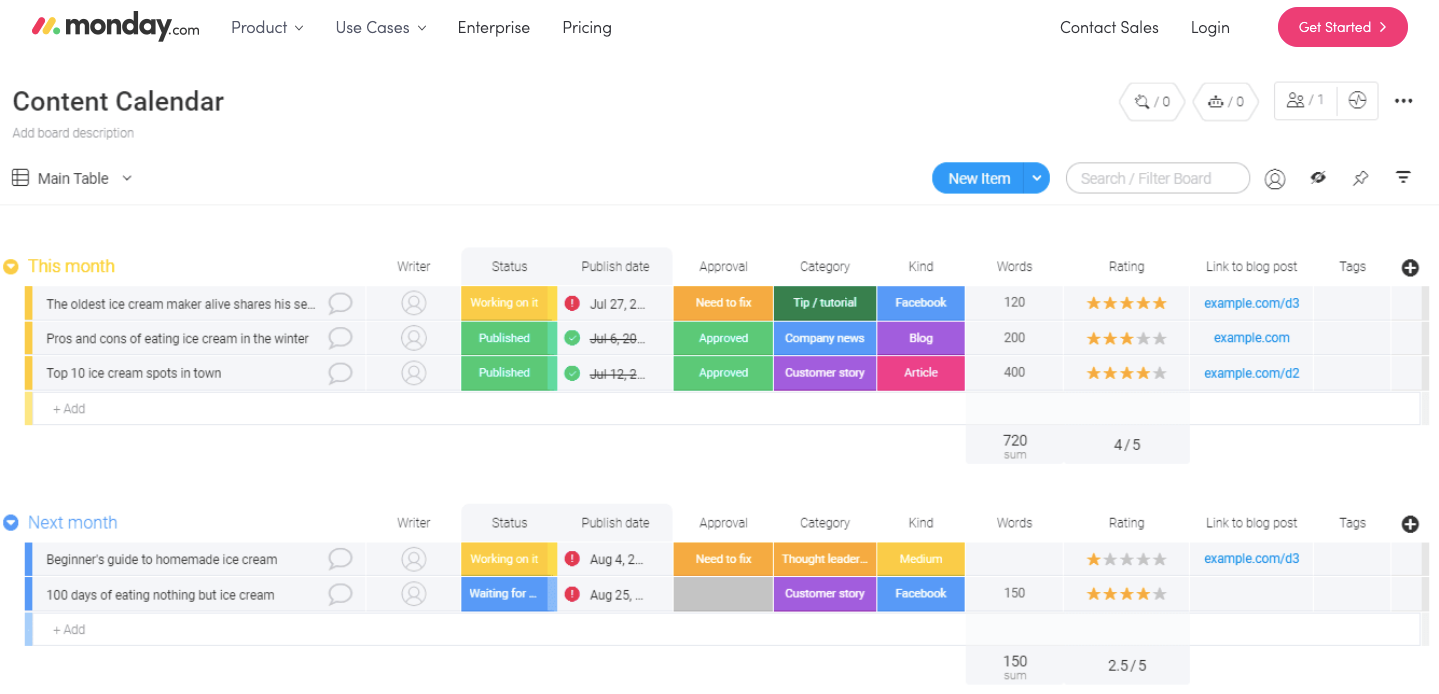 monday.com Product Use Cases Enterprise Pricing Contact Sales Login Get Started
Content Calendar / 0 / 0 / 1
Add board description
Main Table New Item Search / Filter Board
This month Writer Status Publish date Approval Category Kind Words Rating Link to blog post Tags
The oldest ice cream maker alive shares his se... Working on it Jul 27, 2... Need to fix Tip / tutorial Facebook 120 example.com/d3
Pros and cons of eating ice cream in the winter Published Jul 6, 20... Approved Company news Blog 200 example.com
Top 10 ice cream spots in town Published Jul 12, 2... Approved Customer story Article 400 example.com/d2
+ Add
720 4 / 5
sum
Next month Writer Status Publish date Approval Category Kind Words Rating Link to blog post Tags
Beginner's guide to homemade ice cream Working on it Aug 4, 2... Need to fix Thought leader... Medium example.com/d3
100 days of eating nothing but ice cream Waiting for ... Aug 25, ... Customer story Facebook 150
+ Add
150 2.5 / 5
sum